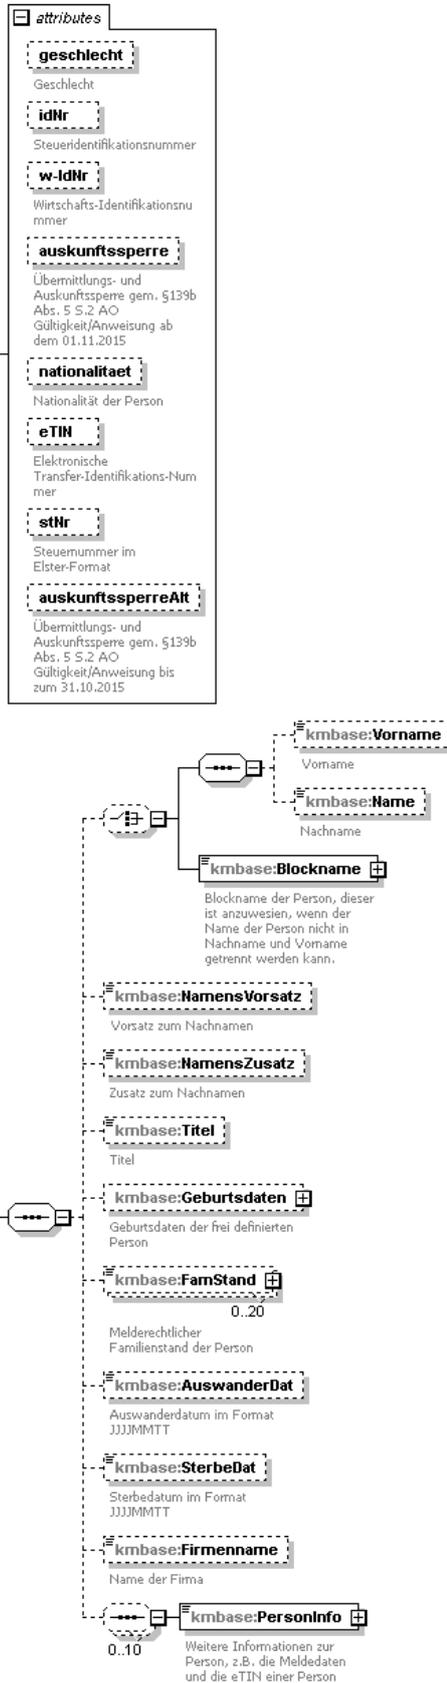 attributes
geschlecht
Geschlecht
idNr
Steueridentifikationsnummer
w-IdNr
Wirtschafts-Identifikationsnu
mmer
auskunftssperre
Übermittlungs- und
Auskunftssperre gem. §139b
Abs. 5 S.2 AO
Gültigkeit/Anweisung ab
dem 01.11.2015
nationalitaet
Nationalität der Person
eTIN
Elektronische
Transfer-Identifikations-Num
mer
stNr
Steuernummer im
Elster-Format
auskunftssperreAlt
Übermittlungs- und
Auskunftssperre gem. §139b
Abs. 5 S.2 AO
Gültigkeit/Anweisung bis
zum 31.10.2015
kmbase:Vorname
Vorname
kmbase:Name
Nachname
kmbase:Blockname
Blockname der Person, dieser
ist anzuwesien, wenn der
Name der Person nicht in
Nachname und Vorname
getrennt werden kann.
kmbase:NamensVorsatz
Vorsatz zum Nachnamen
kmbase:NamensZusatz
Zusatz zum Nachnamen
kmbase:Titel
Titel
kmbase:Geburtsdaten
Geburtsdaten der frei definierten
Person
kmbase:FamStand
0..20
Melderechtlicher
Familienstand der Person
kmbase:AuswanderDat
Auswanderdatum im Format
JJJJMMTT
kmbase:SterbeDat
Sterbedatum im Format
JJJJMMTT
kmbase:Firmenname
Name der Firma
kmbase:PersonInfo
0..10
Weitere Informationen zur
Person, z.B. die Meldedaten
und die eTIN einer Person